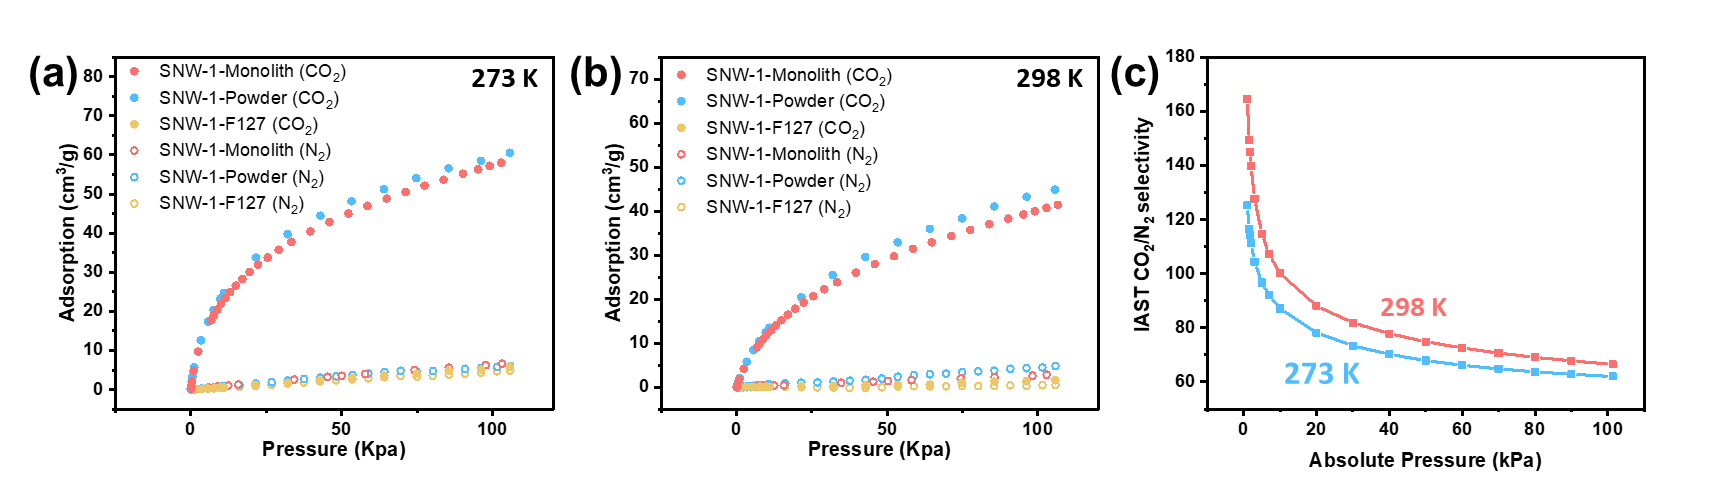 (a)
273 K
SNW-1-Monolith (CO2)
SNW-1-Powder (CO2)
SNW-1-F127 (CO2)
SNW-1-Monolith (N2)
SNW-1-Powder (N2)
SNW-1-F127 (N2)
Adsorption (cm3/g)
80
70
60
50
40
30
20
10
0
0
50
100
Pressure (Kpa)
(b)
298 K
SNW-1-Monolith (CO2)
SNW-1-Powder (CO2)
SNW-1-F127 (CO2)
SNW-1-Monolith (N2)
SNW-1-Powder (N2)
SNW-1-F127 (N2)
Adsorption (cm3/g)
70
60
50
40
30
20
10
0
0
50
100
Pressure (Kpa)
(c)
IAST CO2/N2 selectivity
180
160
140
120
100
80
60
298 K
273 K
0
20
40
60
80
100
Absolute Pressure (kPa)